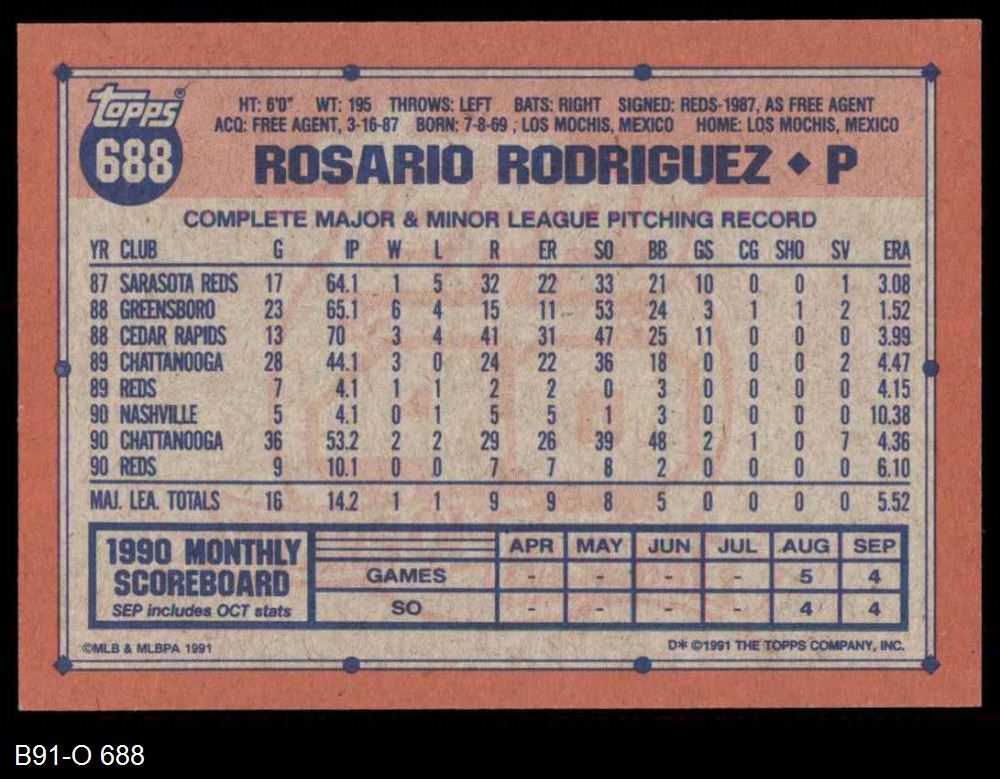 topps®
688
HT: 6'0" WT: 195 THROWS: LEFT BATS: RIGHT SIGNED: REDS-1987, AS FREE AGENT
ACQ: FREE AGENT, 3-16-87 BORN: 7-8-69 , LOS MOCHIS, MEXICO HOME: LOS MOCHIS, MEXICO
ROSARIO RODRIGUEZ ◆ P
COMPLETE MAJOR & MINOR LEAGUE PITCHING RECORD
YR CLUB G IP W L R ER SO BB GS CG SHO SV ERA
87 SARASOTA REDS 17 64.1 1 5 32 22 33 21 10 0 0 1 3.08
88 GREENSBORO 23 65.1 6 4 15 11 53 24 3 1 1 2 1.52
88 CEDAR RAPIDS 13 70 3 4 41 31 47 25 11 0 0 0 3.99
89 CHATTANOOGA 28 44.1 3 0 24 22 36 18 0 0 0 2 4.47
89 REDS 7 4.1 1 1 2 2 0 3 0 0 0 0 4.15
90 NASHVILLE 5 4.1 0 1 5 5 1 3 0 0 0 0 10.38
90 CHATTANOOGA 36 53.2 2 2 29 26 39 48 2 1 0 7 4.36
90 REDS 9 10.1 0 0 7 7 8 2 0 0 0 0 6.10
MAJ. LEA. TOTALS 16 14.2 1 1 9 9 8 5 0 0 0 0 5.52
1990 MONTHLY SCOREBOARD
SEP includes OCT stats
APR MAY JUN JUL AUG SEP
GAMES - - - - 5 4
SO - - - - 4 4
©MLB & MLBPA 1991
D* ©1991 THE TOPPS COMPANY, INC.
B91-O 688